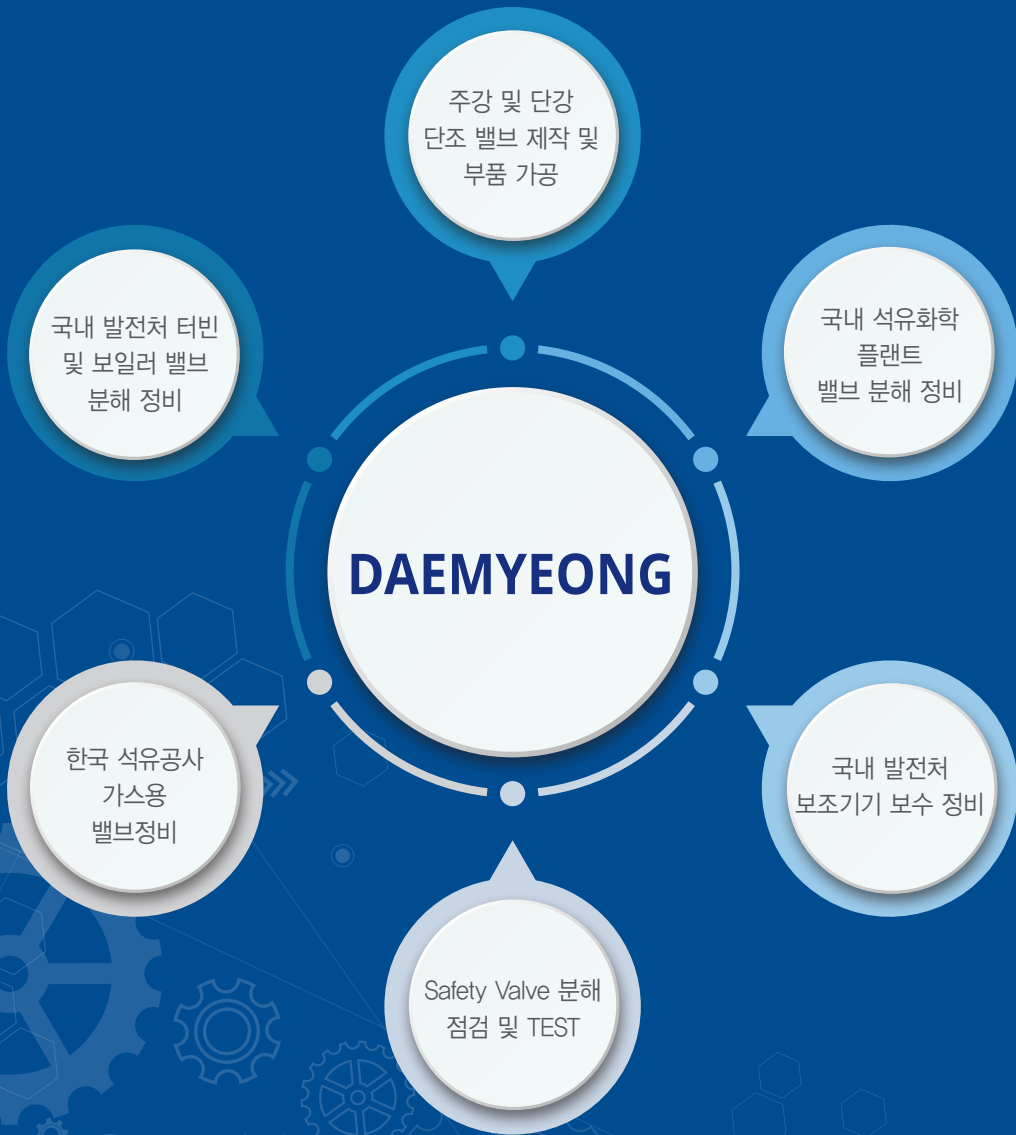 주강 및 단강
단조 밸브 제작 및
부품 가공
국내 발전처 터빈
및 보일러 밸브
분해 정비
국내 석유화학
플랜트
밸브 분해 정비
DAEMYEONG
한국 석유공사
가스용
밸브정비
국내 발전처
보조기기 보수 정비
Safety Valve 분해
점검 및 TEST